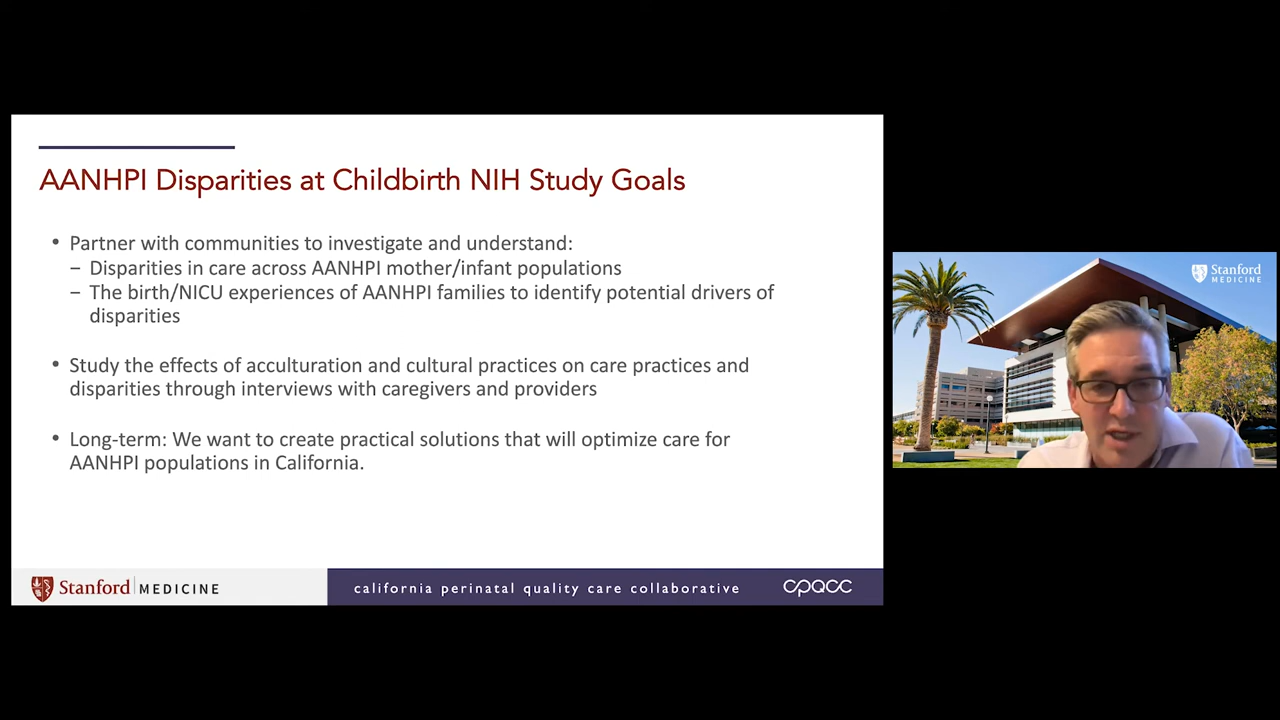 AANHPI Disparities at Childbirth NIH Study Goals
• Partner with communities to investigate and understand:
– Disparities in care across AANHPI mother/infant populations
– The birth/NICU experiences of AANHPI families to identify potential drivers of
disparities
• Study the effects of acculturation and cultural practices on care practices and
disparities through interviews with caregivers and providers
• Long-term: We want to create practical solutions that will optimize care for
AANHPI populations in California.
Stanford MEDICINE
california perinatal quality care collaborative
cpqcc
Stanford
MEDICINE